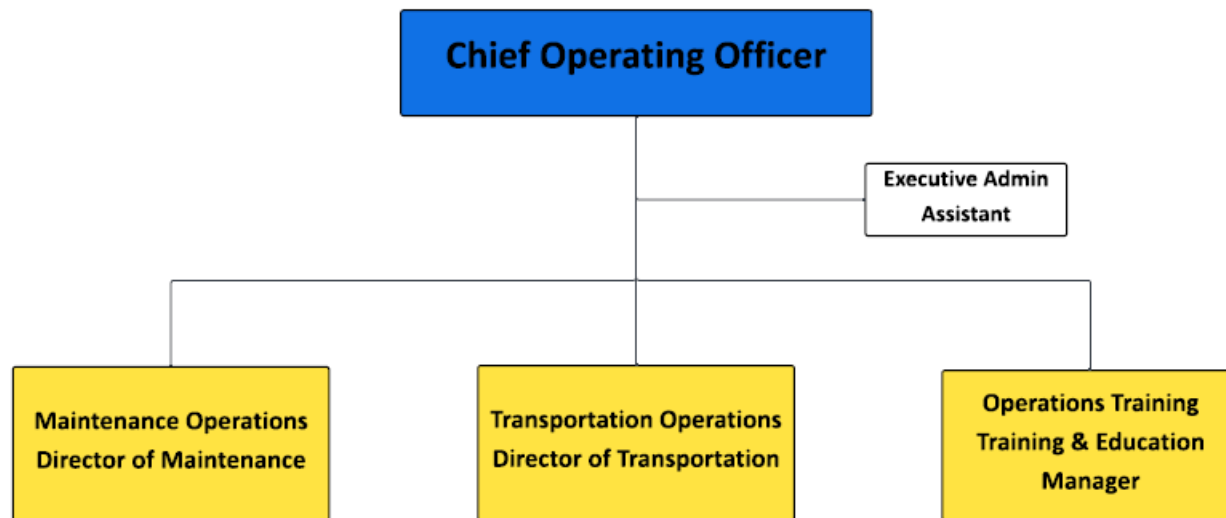 Chief Operating Officer
Executive Admin
Assistant
Maintenance Operations
Director of Maintenance
Transportation Operations
Director of Transportation
Operations Training
Training & Education
Manager